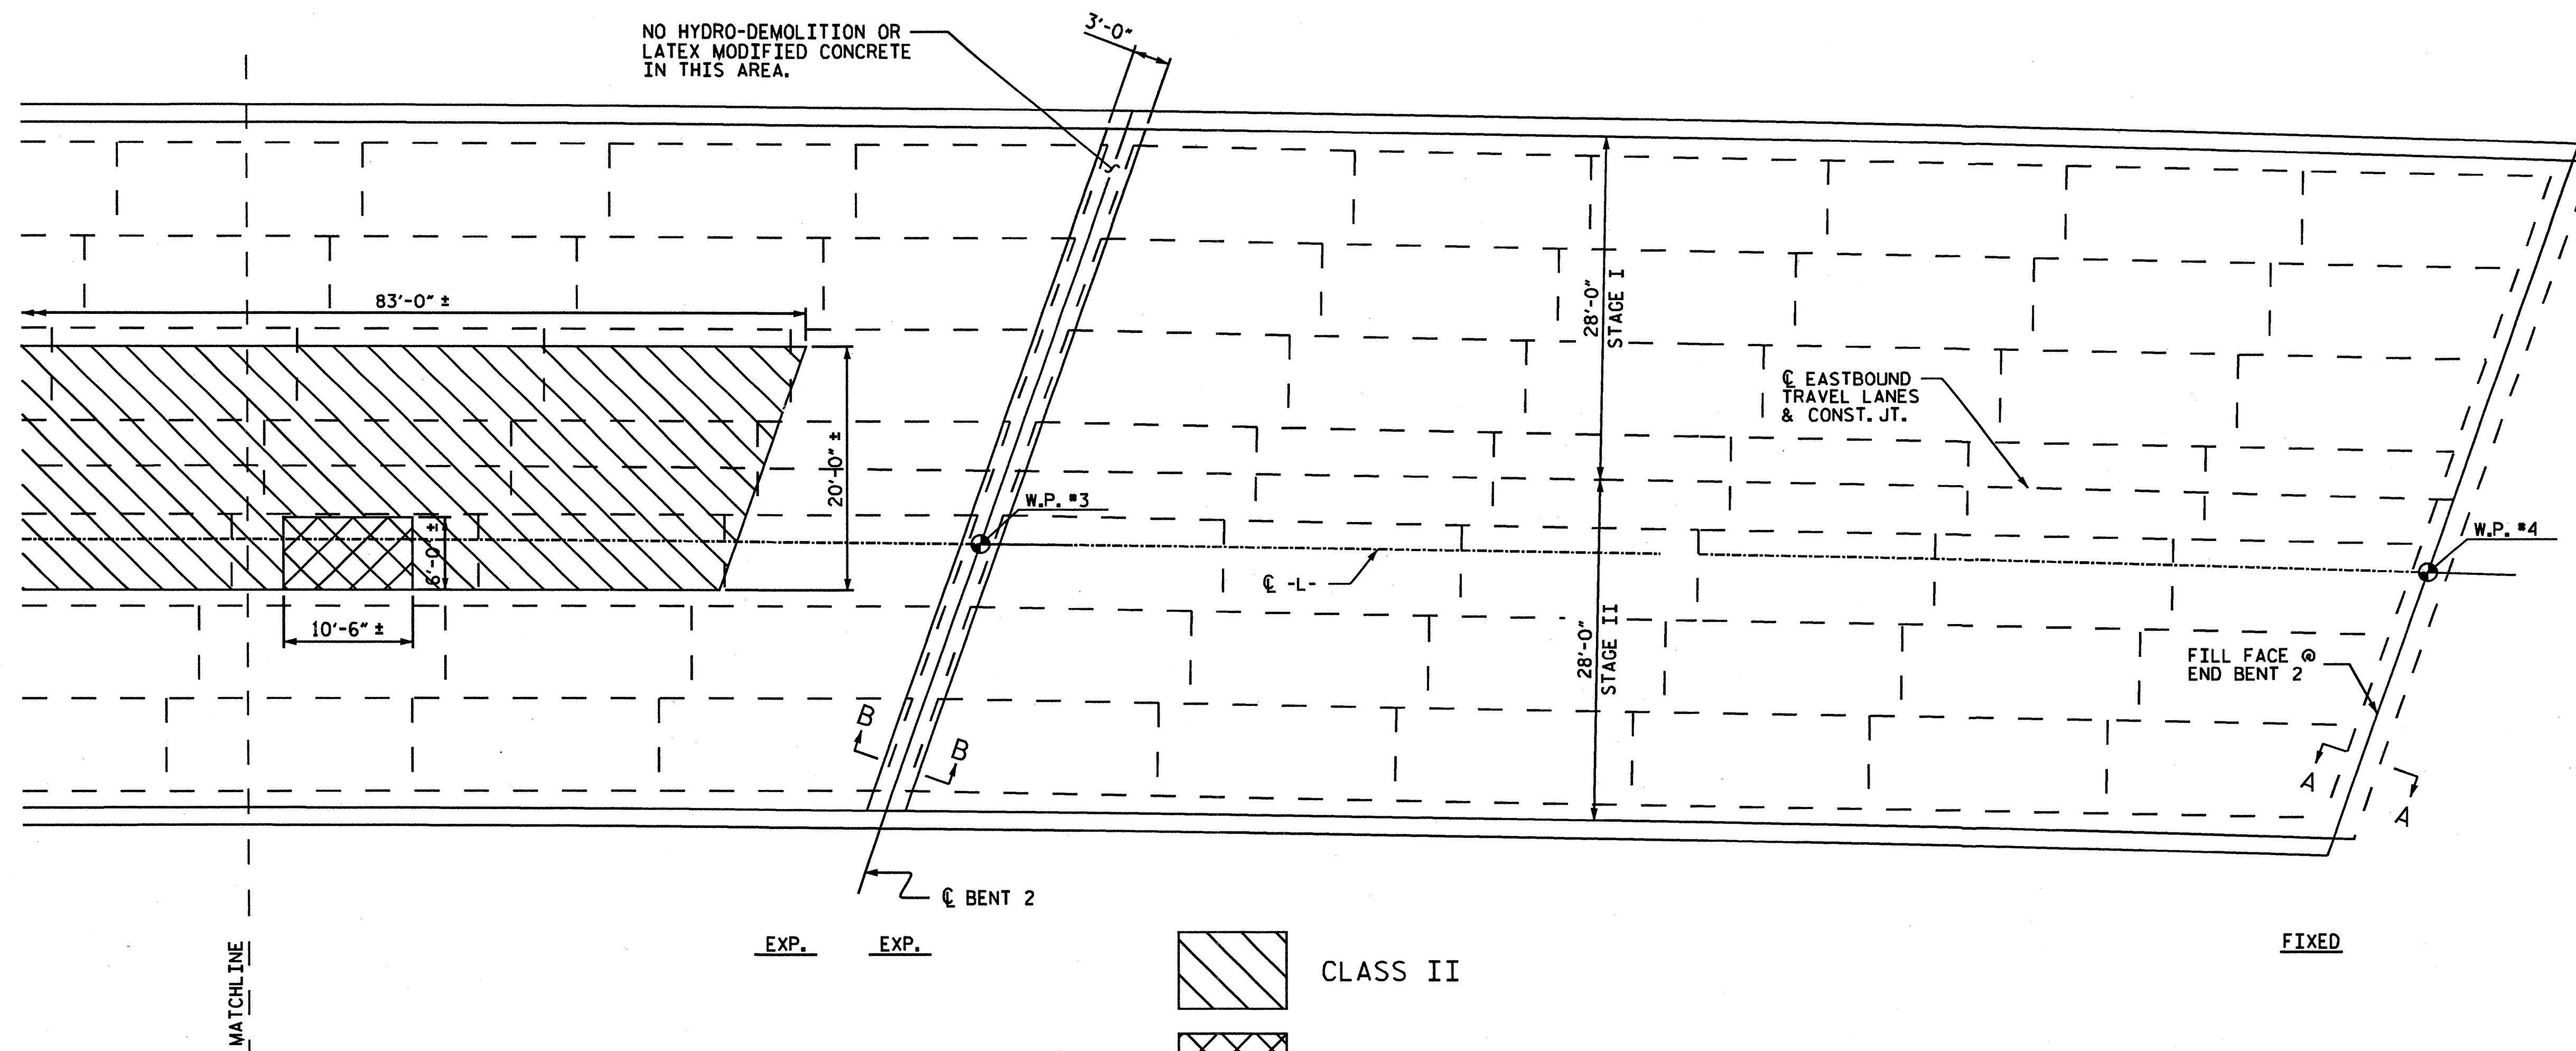 NO HYDRO-DEMOLITION OR
LATEX MODIFIED CONCRETE
IN THIS AREA.
3'-0"
83'-0" ±
20'-0" ±
6'-0" ±
10'-6" ±
W.P. #3
28'-0"
STAGE I
℄ EASTBOUND
TRAVEL LANES
& CONST. JT.
W.P. #4
℄ -L-
28'-0"
STAGE II
FILL FACE @
END BENT 2
B
B
A
A
℄ BENT 2
EXP.
EXP.
FIXED
MATCHLINE
CLASS II